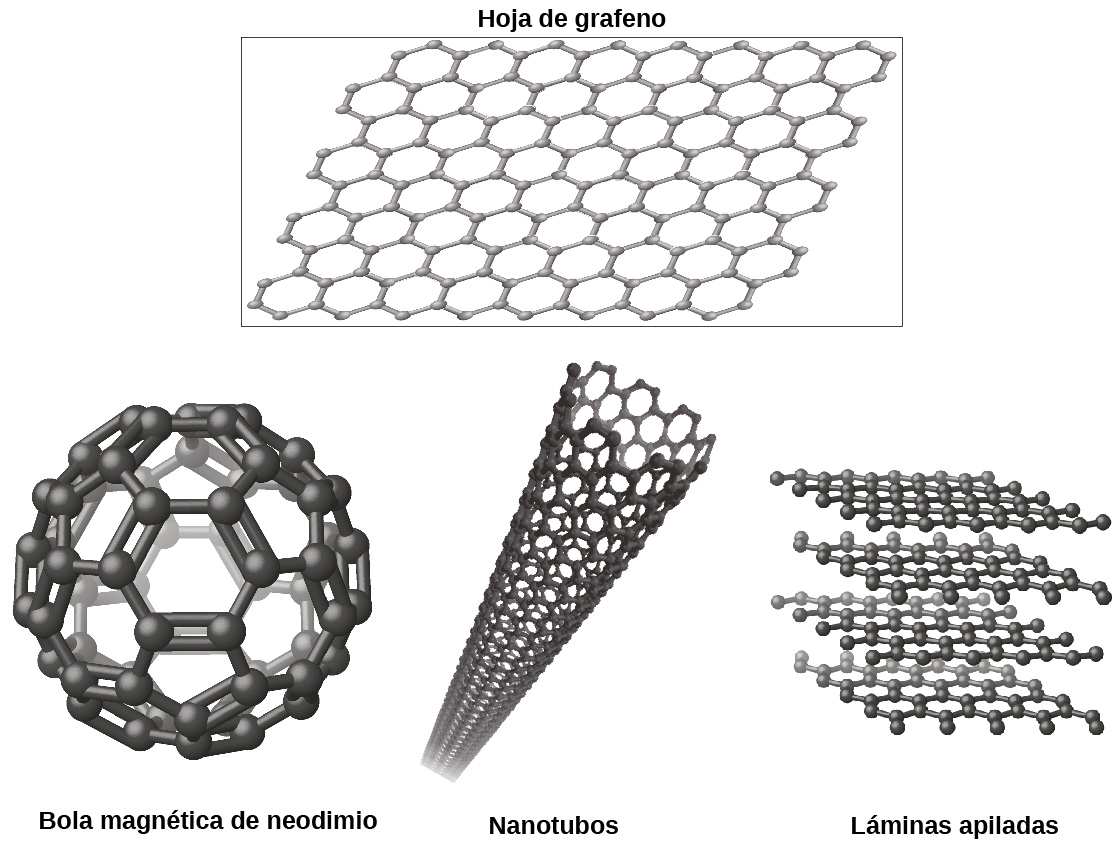 Hoja de grafeno
Bola magnética de neodimio
Nanotubos
Láminas apiladas